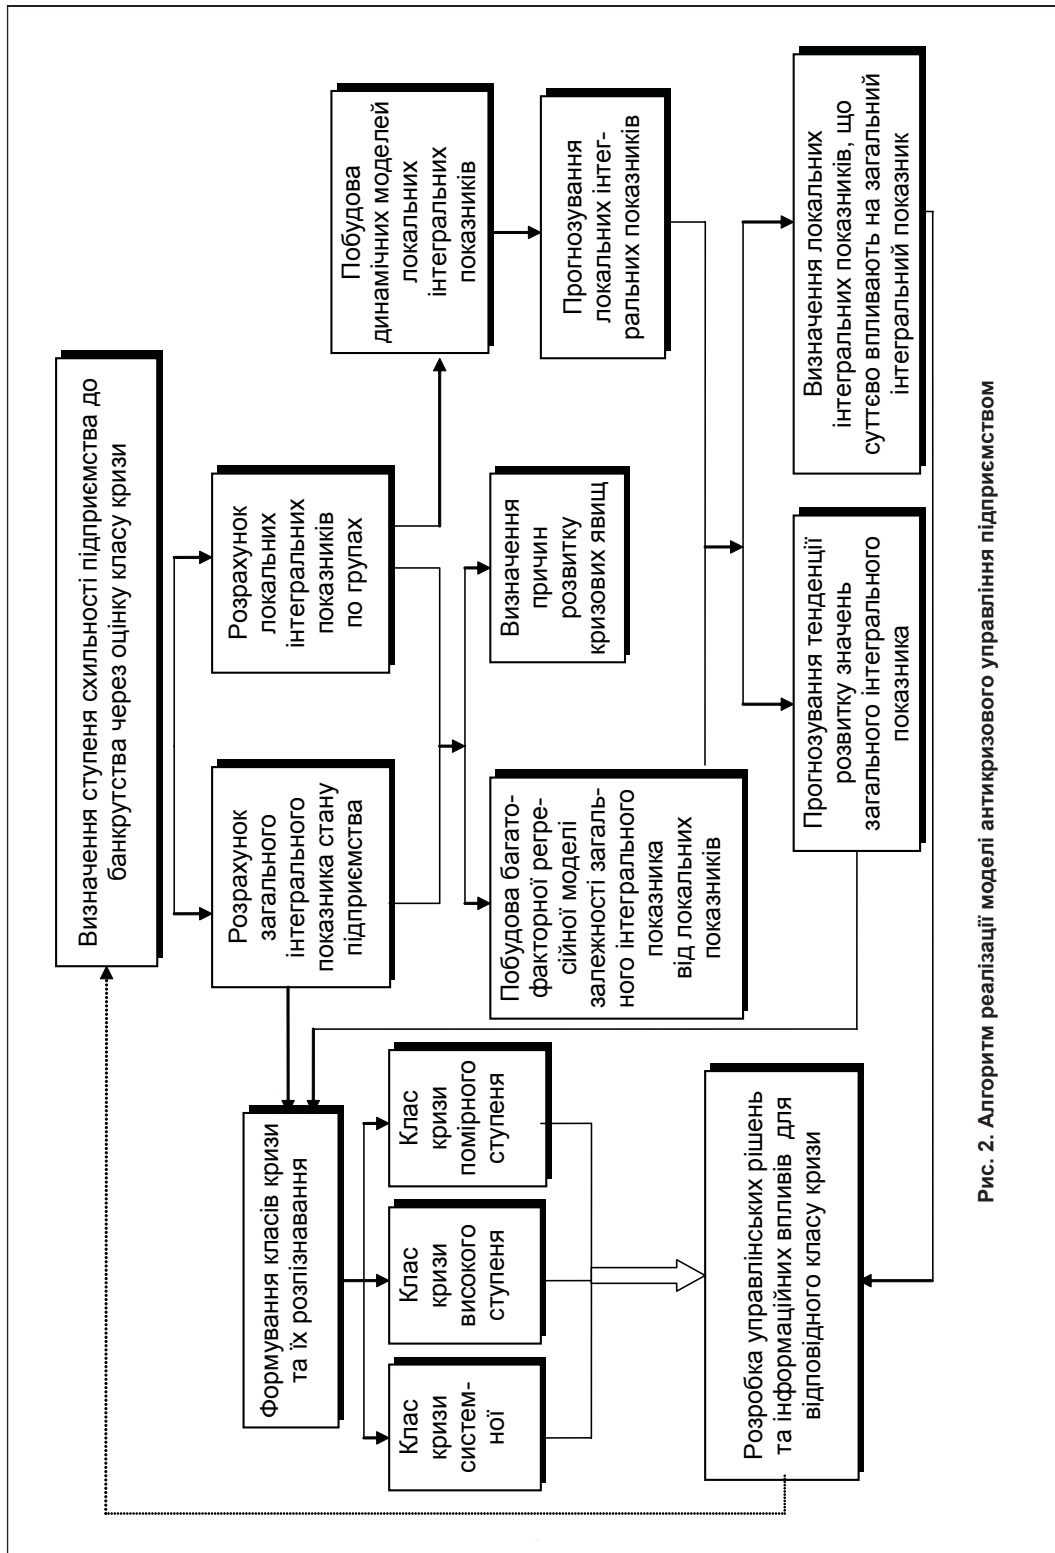 Визначення ступеня схильності підприємства до
банкрутства через оцінку класу кризи
Розрахунок
загального
інтегрального
показника стану
підприємства
Розрахунок
локальних
інтегральних
показників
по групах
Побудова
динамічних моделей
локальних
інтегральних
показників
Формування класів кризи
та їх розпізнавання
Клас
кризи
систем-
ної
Клас
кризи
високого
ступеня
Клас
кризи
помірного
ступеня
Побудова багато-
факторної регре-
сійної моделі
залежності загаль-
ного інтегрального
показника
від локальних
показників
Визначення
причин
розвитку
кризових явищ
Прогнозування
локальних інтег-
ральних показників
Розробка управлінських рішень
та інформаційних впливів для
відповідного класу кризи
Прогнозування тенденції
розвитку значень
загального інтегрального
показника
Визначення локальних
інтегральних показників, що
суттєво впливають на загальний
інтегральний показник
Рис. 2. Алгоритм реалізації моделі антикризового управління підприємством